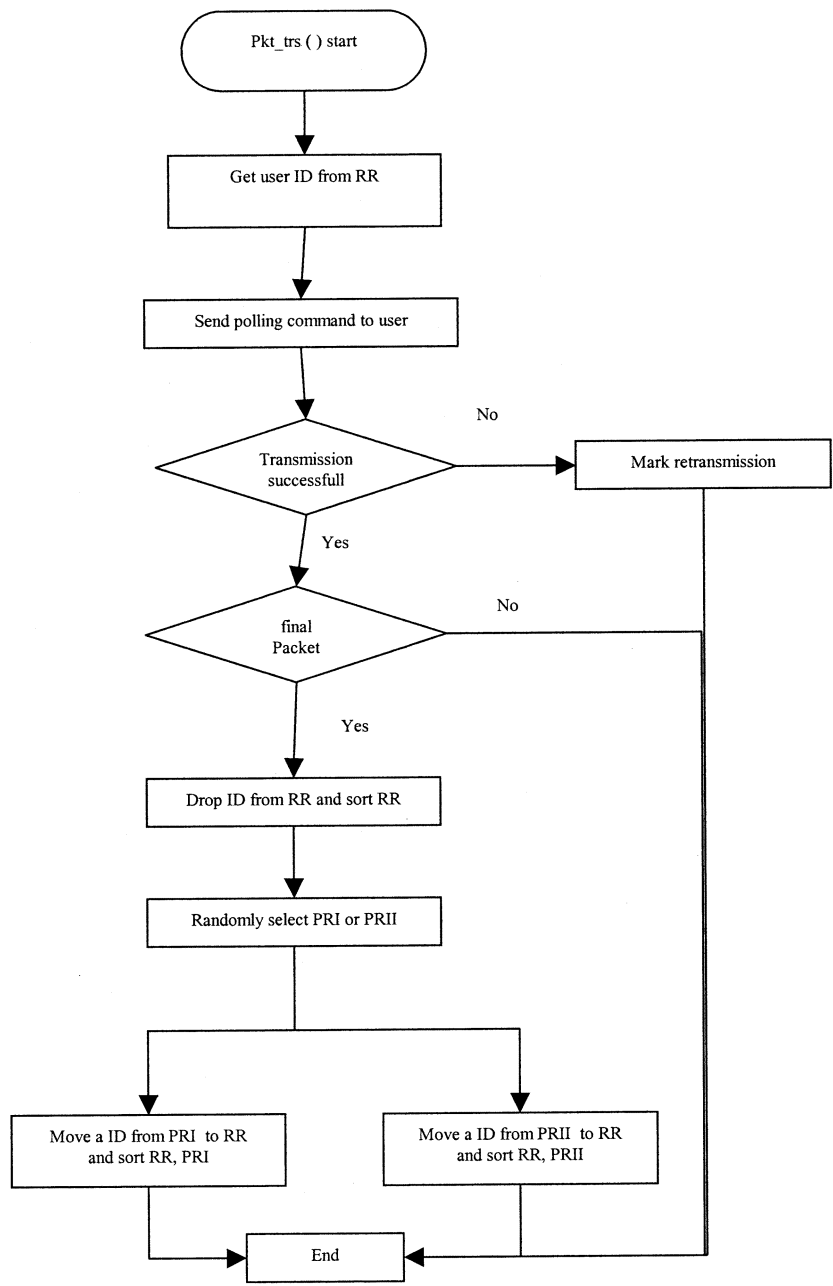 Pkt_trs ( ) start
Get user ID from RR
Send polling command to user
No
Transmission
successfull
Mark retransmission
Yes
No
final
Packet
Yes
Drop ID from RR and sort RR
Randomly select PRI or PRII
Move a ID from PRI to RR
and sort RR, PRI
Move a ID from PRII to RR
and sort RR, PRII
End